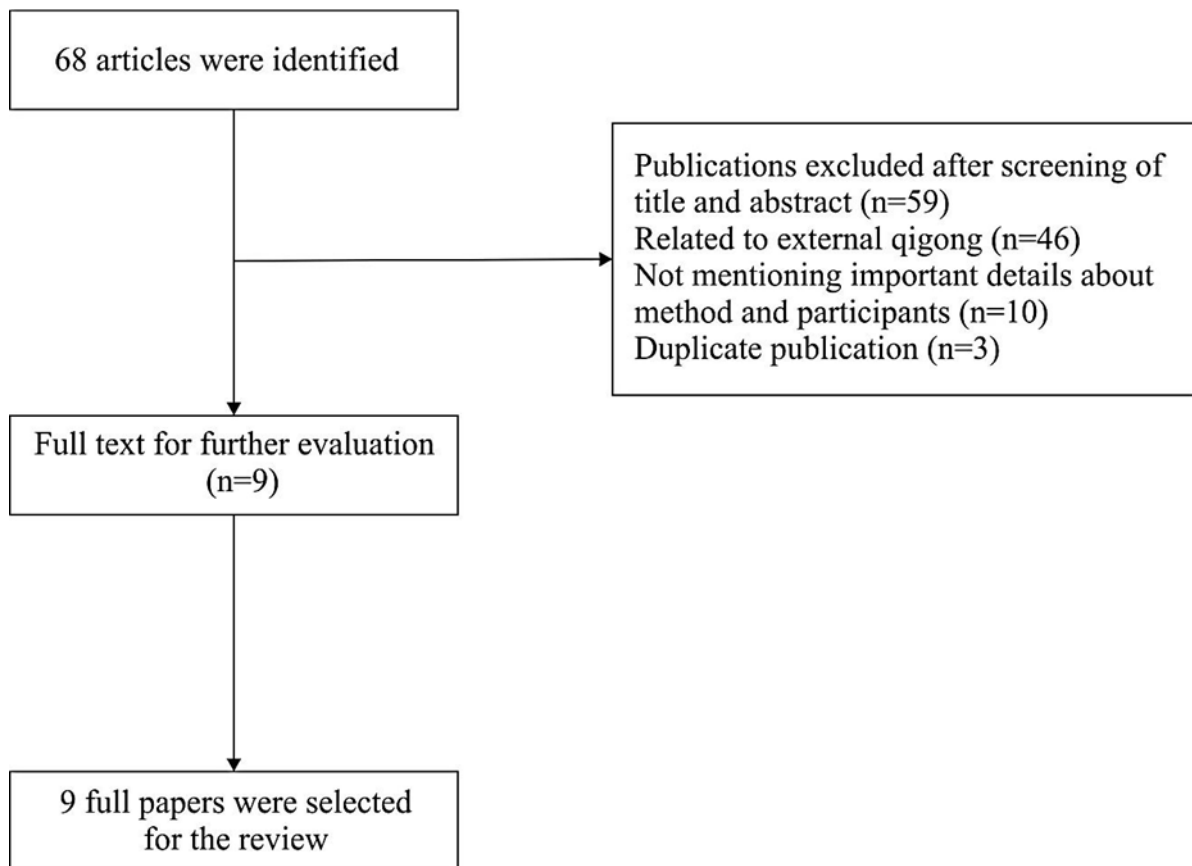 68 articles were identified
Publications excluded after screening of
title and abstract (n=59)
Related to external qigong (n=46)
Not mentioning important details about
method and participants (n=10)
Duplicate publication (n=3)
Full text for further evaluation
(n=9)
9 full papers were selected
for the review